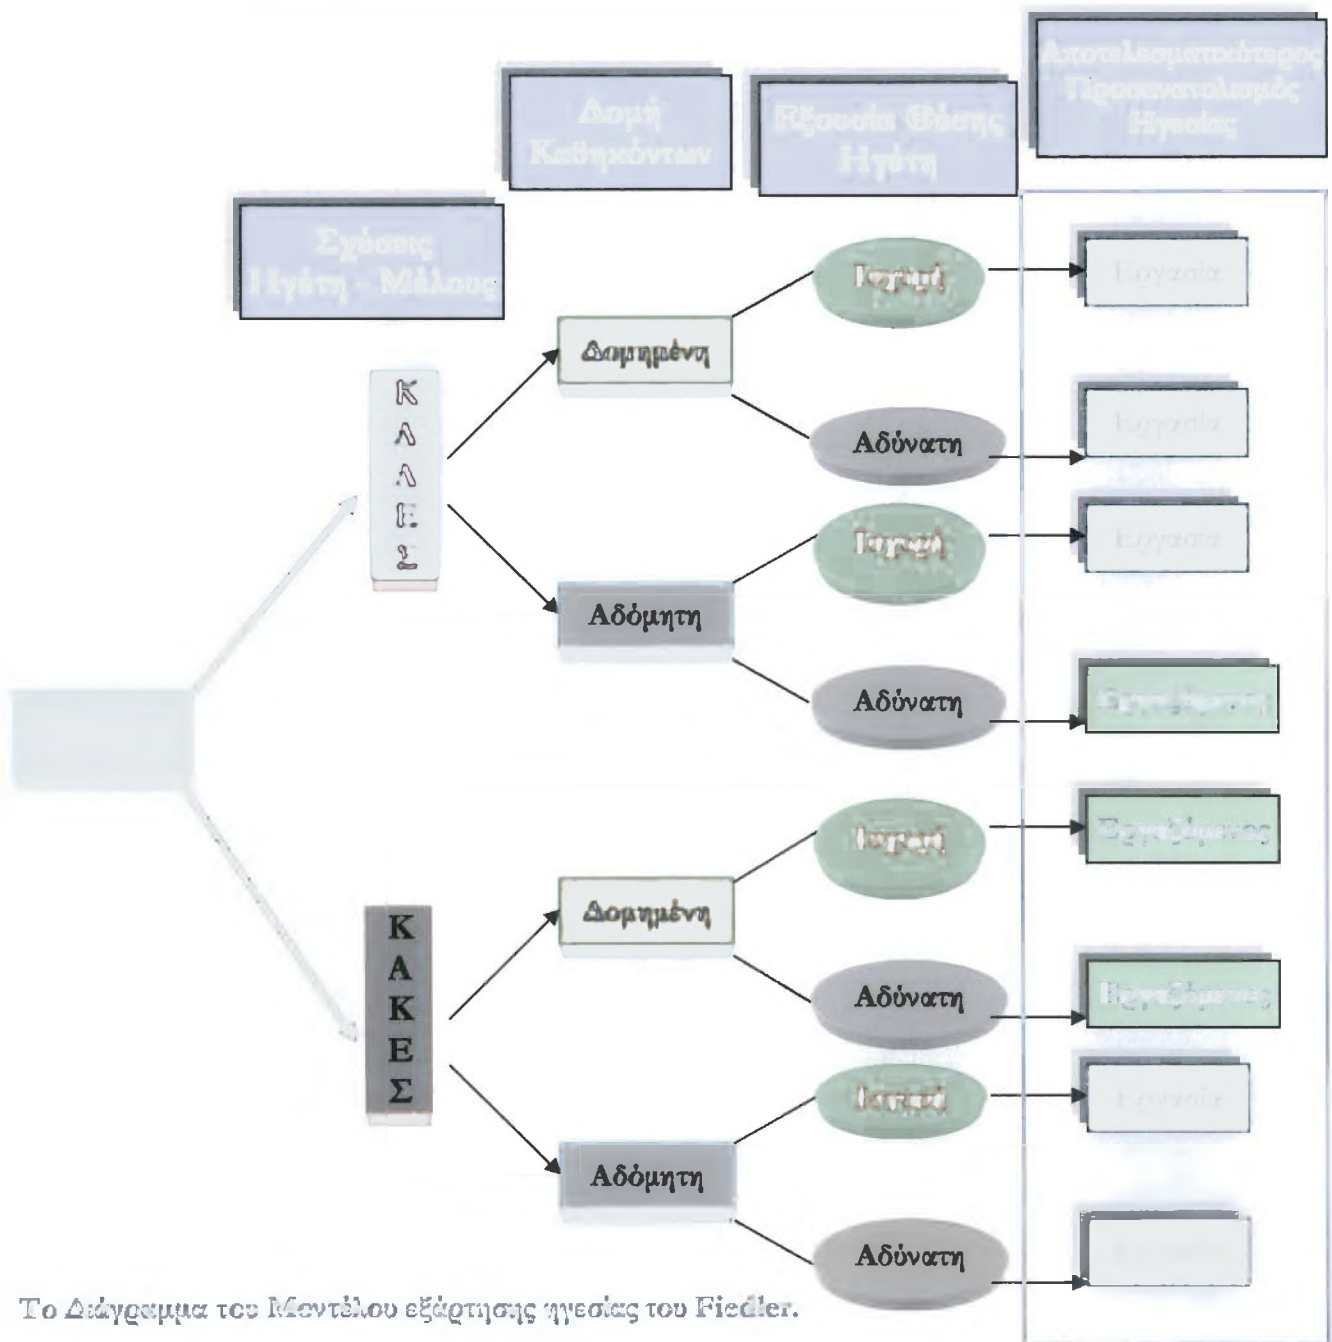 Αποτελεσματικότερος
Προσανατολισμός
Ηγεσίας
Δομή
Καθηκόντων
Εξουσία Θέσης
Ηγέτη
Σχέσεις
Ηγέτη - Μέλους
Ισχυρή
Εργασία
Δομημένη
Κ
Α
Λ
Ε
Σ
Αδύνατη
Εργασία
Ισχυρή
Εργασία
Αδόμητη
Αδύνατη
Ισχυρή
Εργαζόμενος
Δομημένη
Κ
Α
Κ
Ε
Σ
Αδύνατη
Εργαζόμενος
Ισχυρή
Εργασία
Αδόμητη
Αδύνατη
Το Διάγραμμα του Μοντέλου εξάρτησης ηγεσίας του Fiedler.